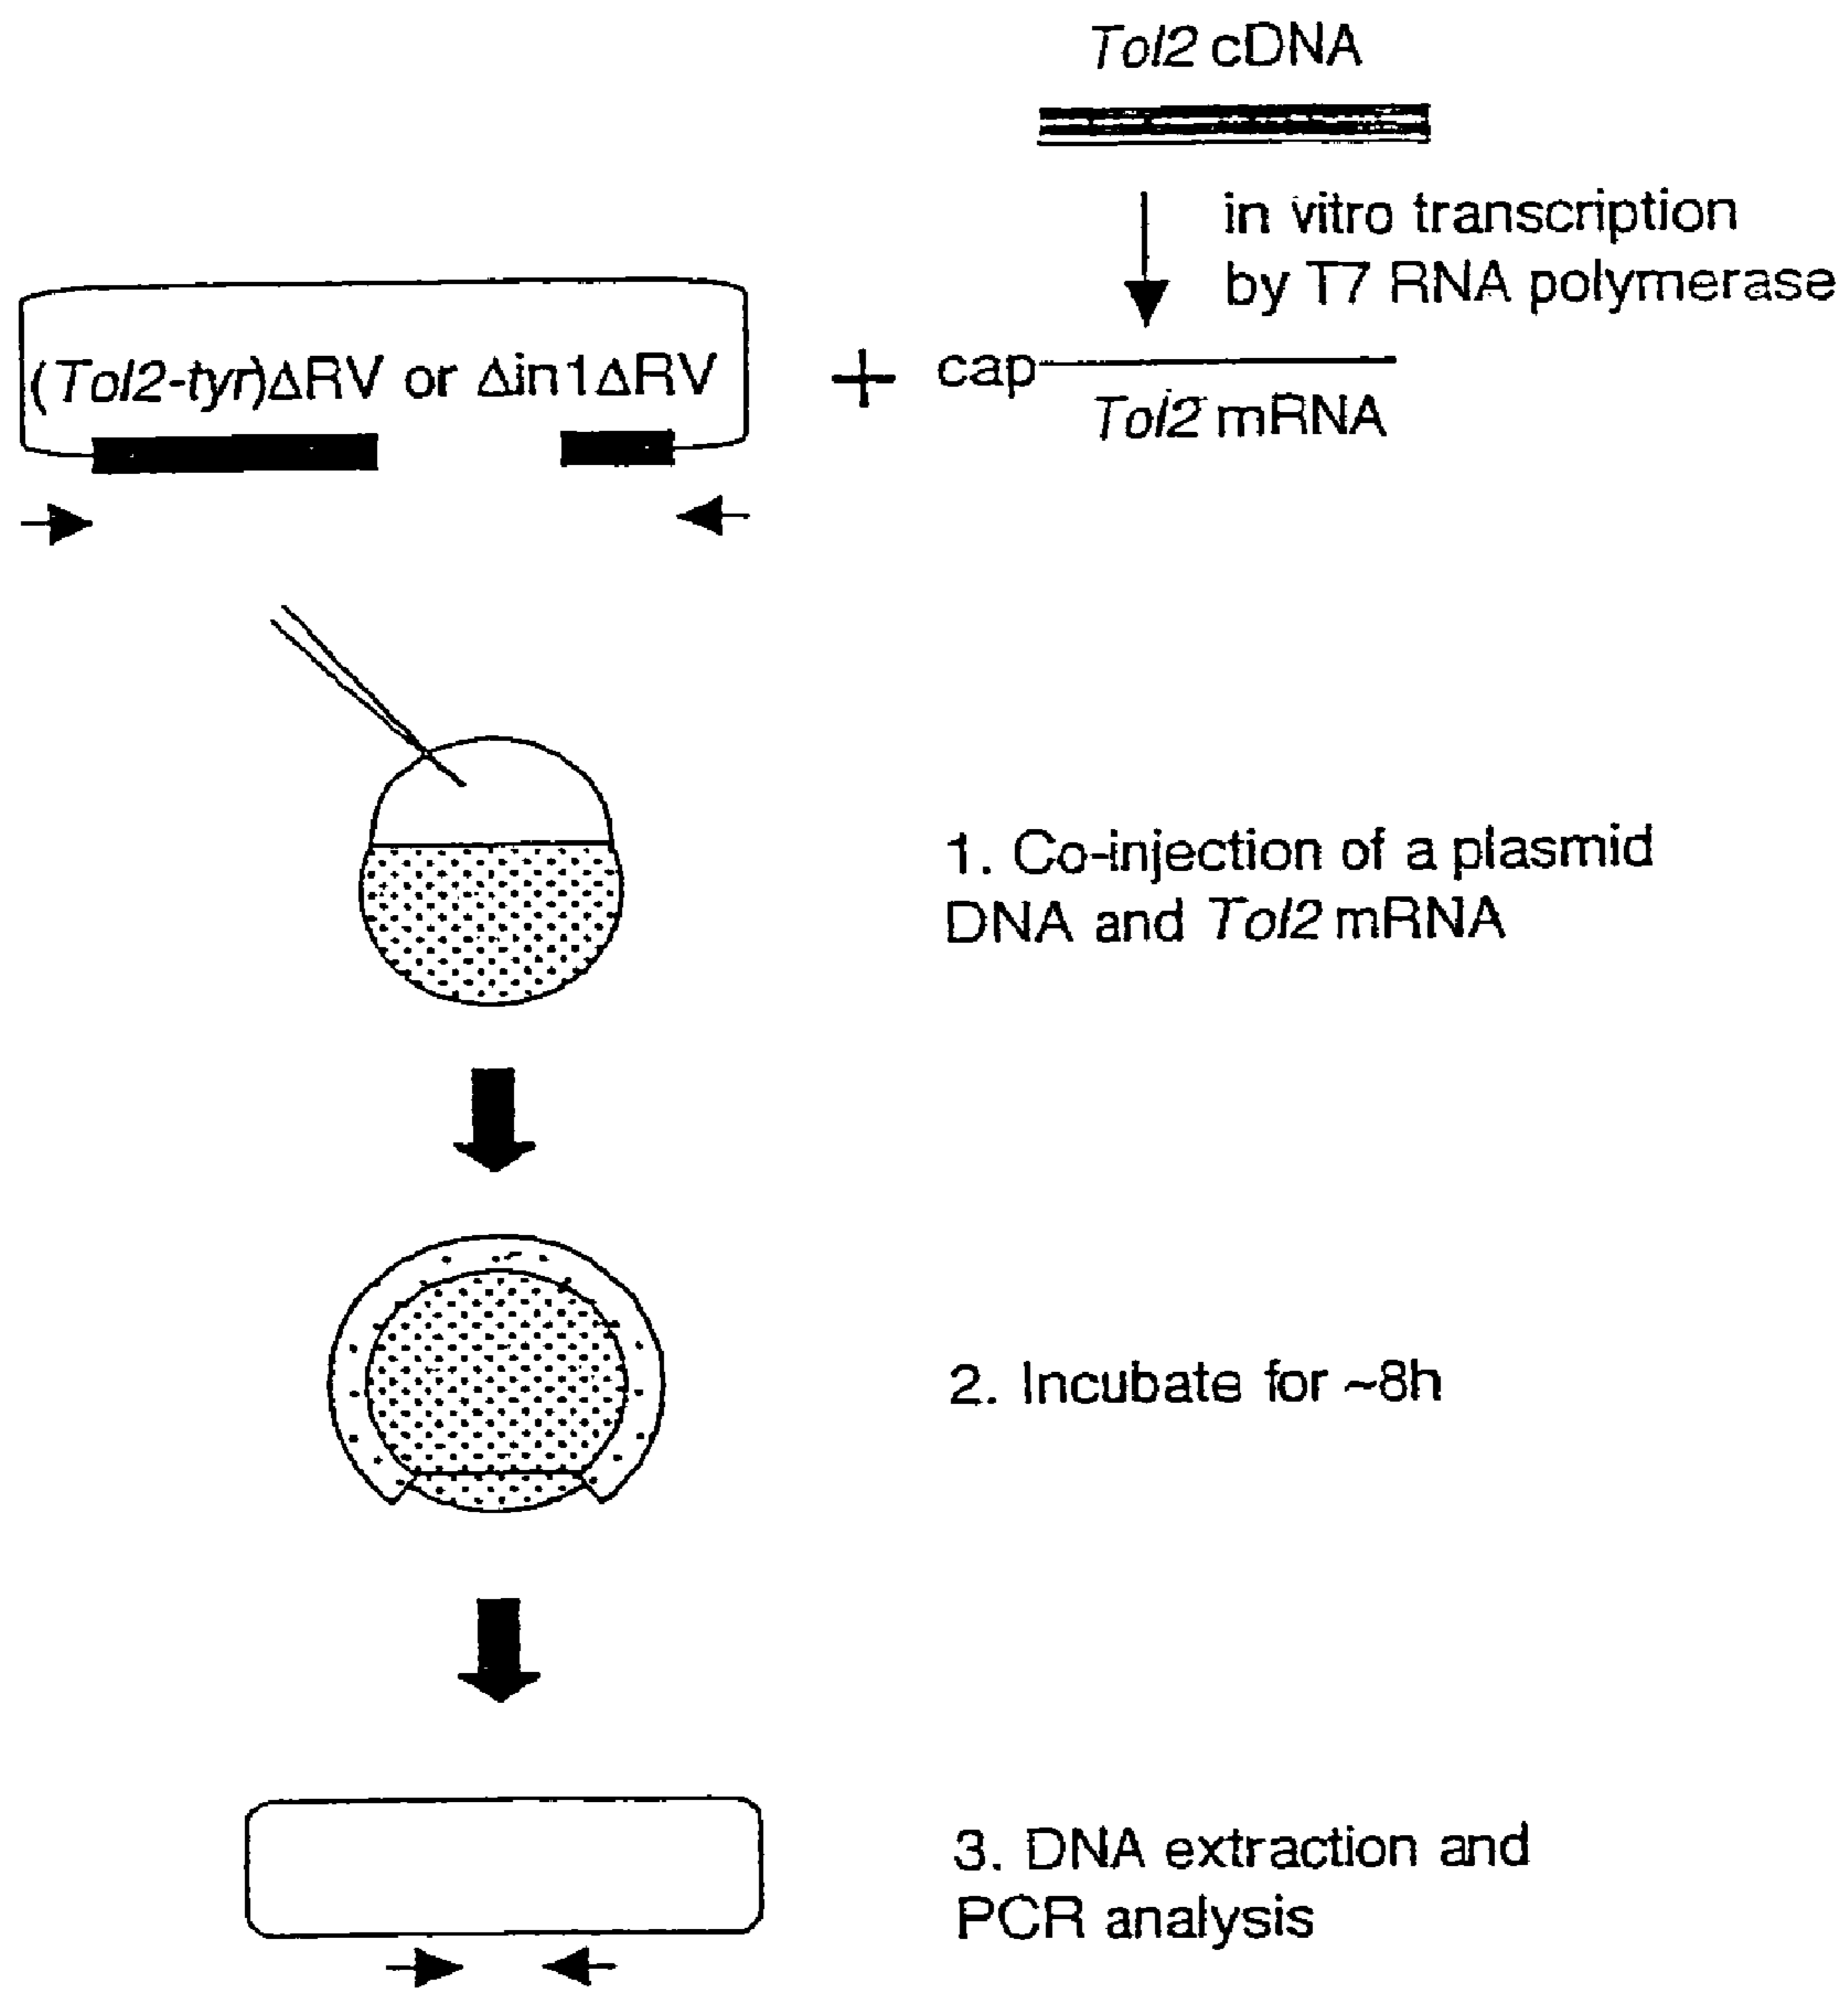 Tol2 cDNA
in vitro transcription
by T7 RNA polymerase
(Tol2-tyr)ΔRV or Δin1ΔRV
+
cap
Tol2 mRNA
1. Co-injection of a plasmid
DNA and Tol2 mRNA
2. Incubate for ~8h
3. DNA extraction and
PCR analysis